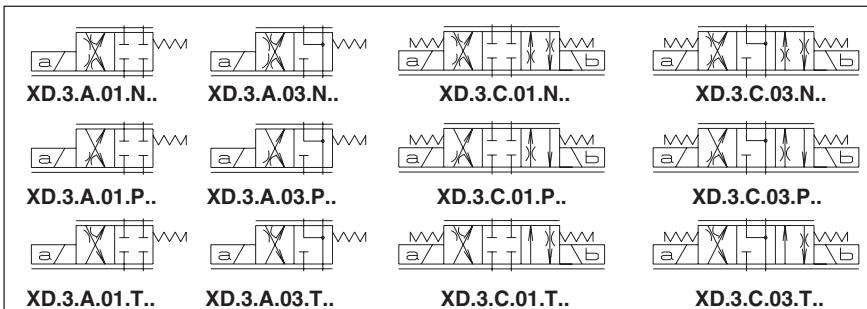 a a a b a b
XD.3.A.01.N.. XD.3.A.03.N.. XD.3.C.01.N.. XD.3.C.03.N..
a a a b a b
XD.3.A.01.P.. XD.3.A.03.P.. XD.3.C.01.P.. XD.3.C.03.P..
a a a b a b
XD.3.A.01.T.. XD.3.A.03.T.. XD.3.C.01.T.. XD.3.C.03.T..